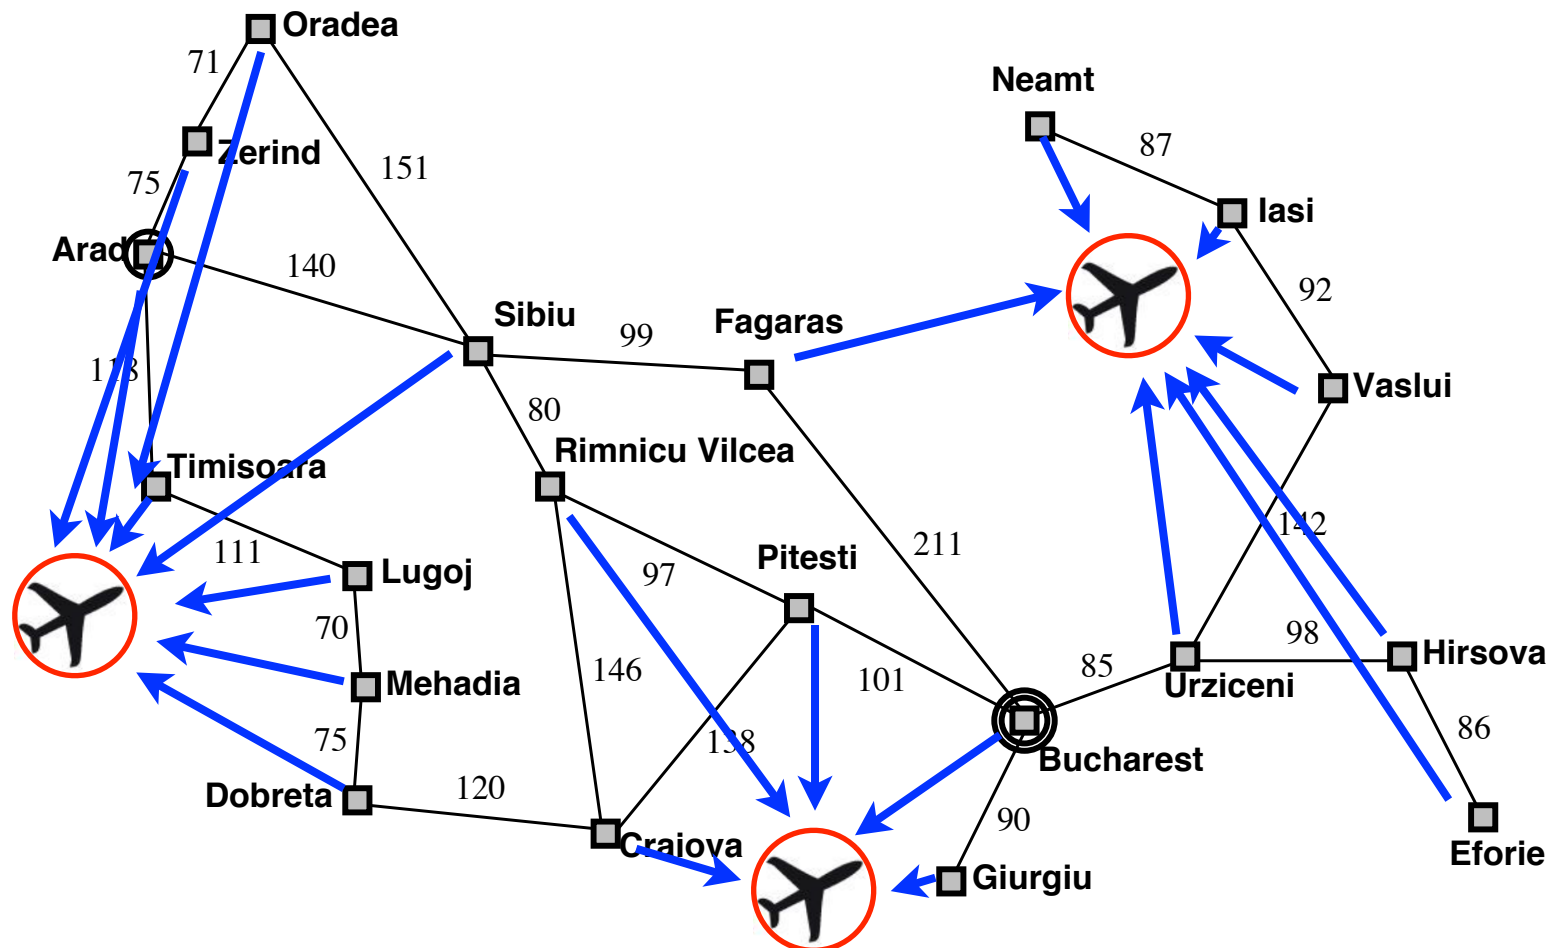 Oradea
71
Neamt
Zerind
87
151
75
Iasi
Arad
140
92
Sibiu
Fagaras
99
118
Vaslui
80
Rimnicu Vilcea
Timisoara
142
211
111
Pitesti
Lugoj
97
70
98
Hirsova
85
146
101
Mehadia
Urziceni
86
75
138
Bucharest
Dobreta
120
90
Craiova
Eforie
Giurgiu